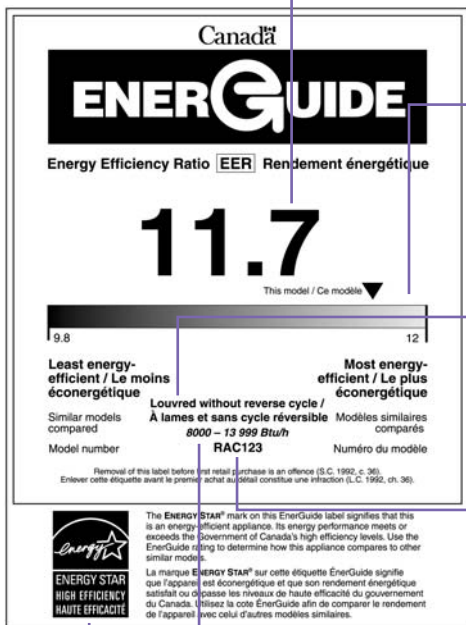 Canada
ENERGUIDE
Energy Efficiency Ratio EER Rendement énergétique
11.7
This model / Ce modèle
9.8 12
Least energy-
efficient / Le moins
éconergétique
Most energy-
efficient / Le plus
éconergétique
Similar models
compared
Louvred without reverse cycle /
À lames et sans cycle réversible
8000 – 13 999 Btu/h
Modèles similaires
comparés
Model number RAC123 Numéro du modèle
Removal of this label before first retail purchase is an offence (S.C. 1992, c. 36).
Enlever cette étiquette avant le premier achat au détail constitue une infraction (L.C. 1992, ch. 36).
energy
ENERGY STAR
HIGH EFFICIENCY
HAUTE EFFICACITÉ
The ENERGY STAR® mark on this EnerGuide label signifies that this
is an energy-efficient appliance. Its energy performance meets or
exceeds the Government of Canada's high efficiency levels. Use the
EnerGuide rating to determine how this appliance compares to other
similar models.
La marque ENERGY STAR® sur cette étiquette ÉnerGuide signifie
que l'appareil est éconergétique et que son rendement énergétique
satisfait ou dépasse les niveaux de haute efficacité du gouvernement
du Canada. Utilisez la cote ÉnerGuide afin de comparer le rendement
de l'appareil avec celui d'autres modèles similaires.